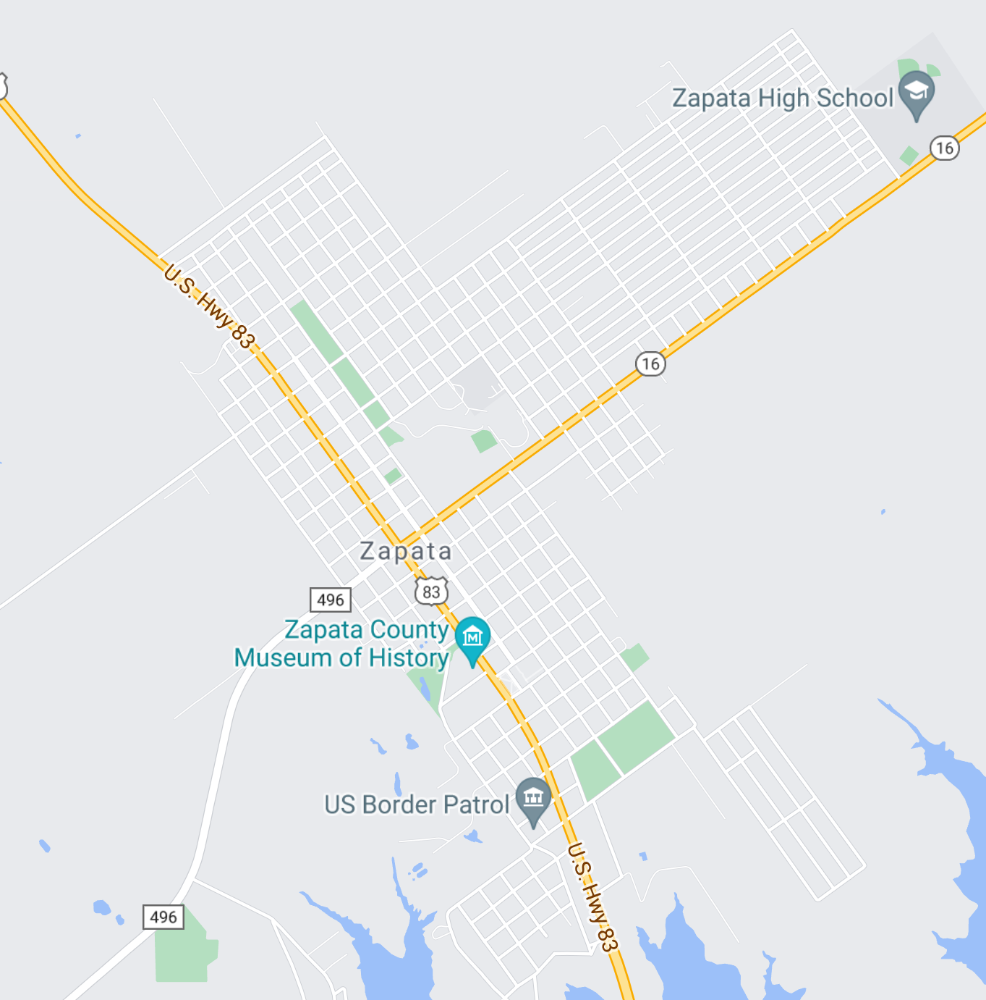 Zapata High School
16
U.S. Hwy 83
16
Zapata
83
496
Zapata County
Museum of History
US Border Patrol
U.S. Hwy 83
496